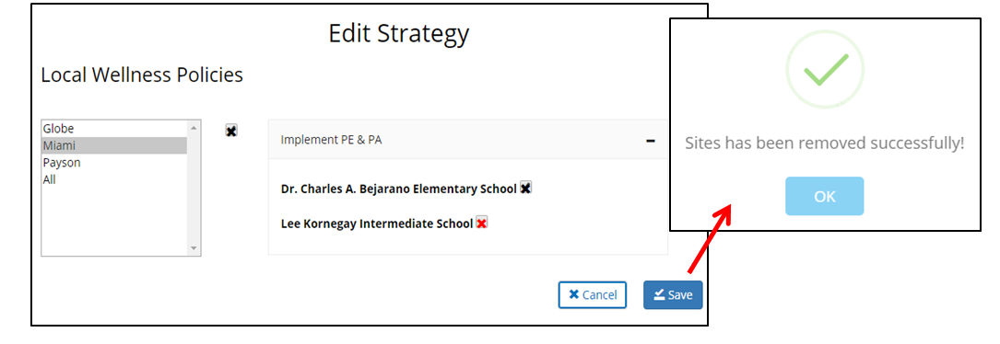 Edit Strategy
Local Wellness Policies
Globe
Miami
Payson
All
Implement PE & PA
Dr. Charles A. Bejarano Elementary School
Lee Kornegay Intermediate School
Cancel
Save
Sites has been removed successfully!
OK